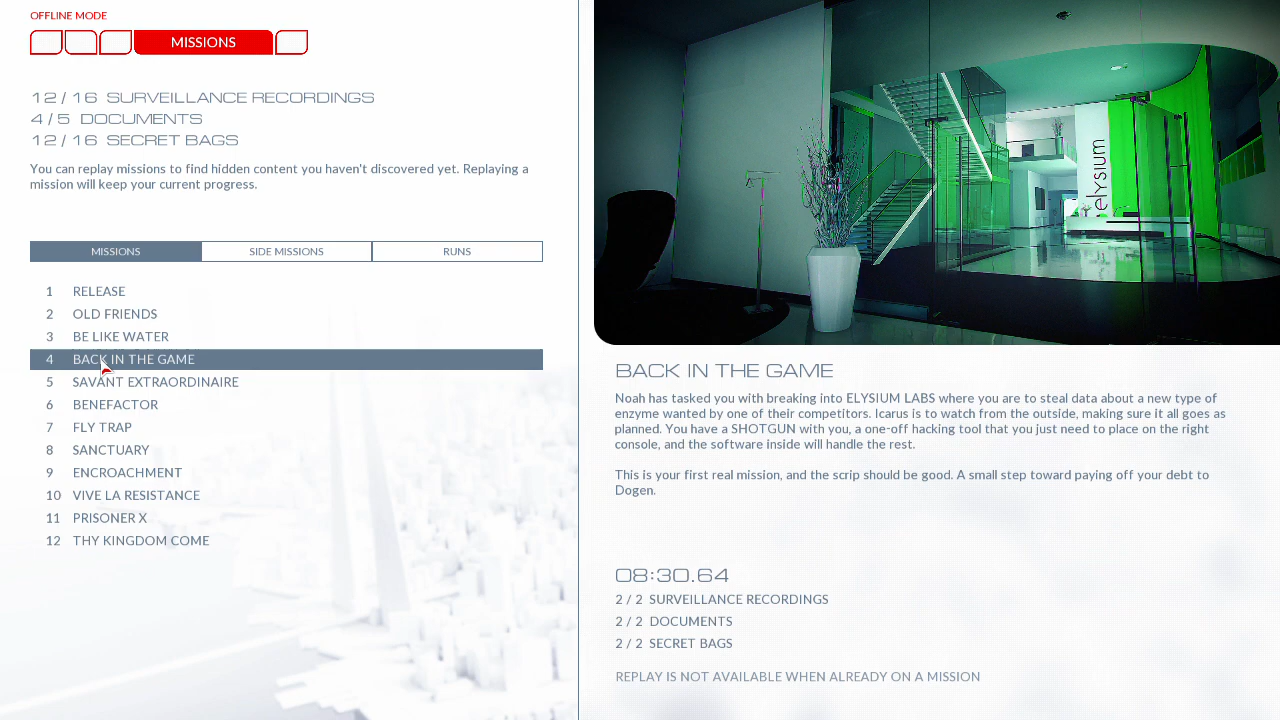 OFFLINE MODE
MISSIONS
12 / 16 SURVEILLANCE RECORDINGS
4 / 5 DOCUMENTS
12 / 16 SECRET BAGS
You can replay missions to find hidden content you haven't discovered yet. Replaying a
mission will keep your current progress.
MISSIONS
SIDE MISSIONS
RUNS
1 RELEASE
2 OLD FRIENDS
3 BE LIKE WATER
4 BACK IN THE GAME
5 SAVANT EXTRAORDINAIRE
6 BENEFACTOR
7 FLY TRAP
8 SANCTUARY
9 ENCROACHMENT
10 VIVE LA RESISTANCE
11 PRISONER X
12 THY KINGDOM COME
elysium
BACK IN THE GAME
Noah has tasked you with breaking into ELYSIUM LABS where you are to steal data about a new type of
enzyme wanted by one of their competitors. Icarus is to watch from the outside, making sure it all goes as
planned. You have a SHOTGUN with you, a one-off hacking tool that you just need to place on the right
console, and the software inside will handle the rest.
This is your first real mission, and the scrip should be good. A small step toward paying off your debt to
Dogen.
08:30.64
2 / 2 SURVEILLANCE RECORDINGS
2 / 2 DOCUMENTS
2 / 2 SECRET BAGS
REPLAY IS NOT AVAILABLE WHEN ALREADY ON A MISSION